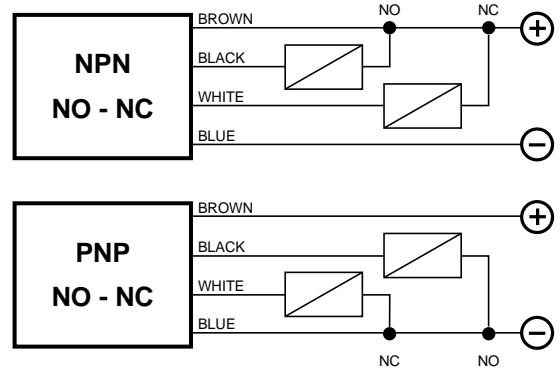 NO NC
BROWN
+
NPN
NO - NC
BLACK
WHITE
BLUE
−
BROWN
+
PNP
NO - NC
BLACK
WHITE
BLUE
−
NC NO